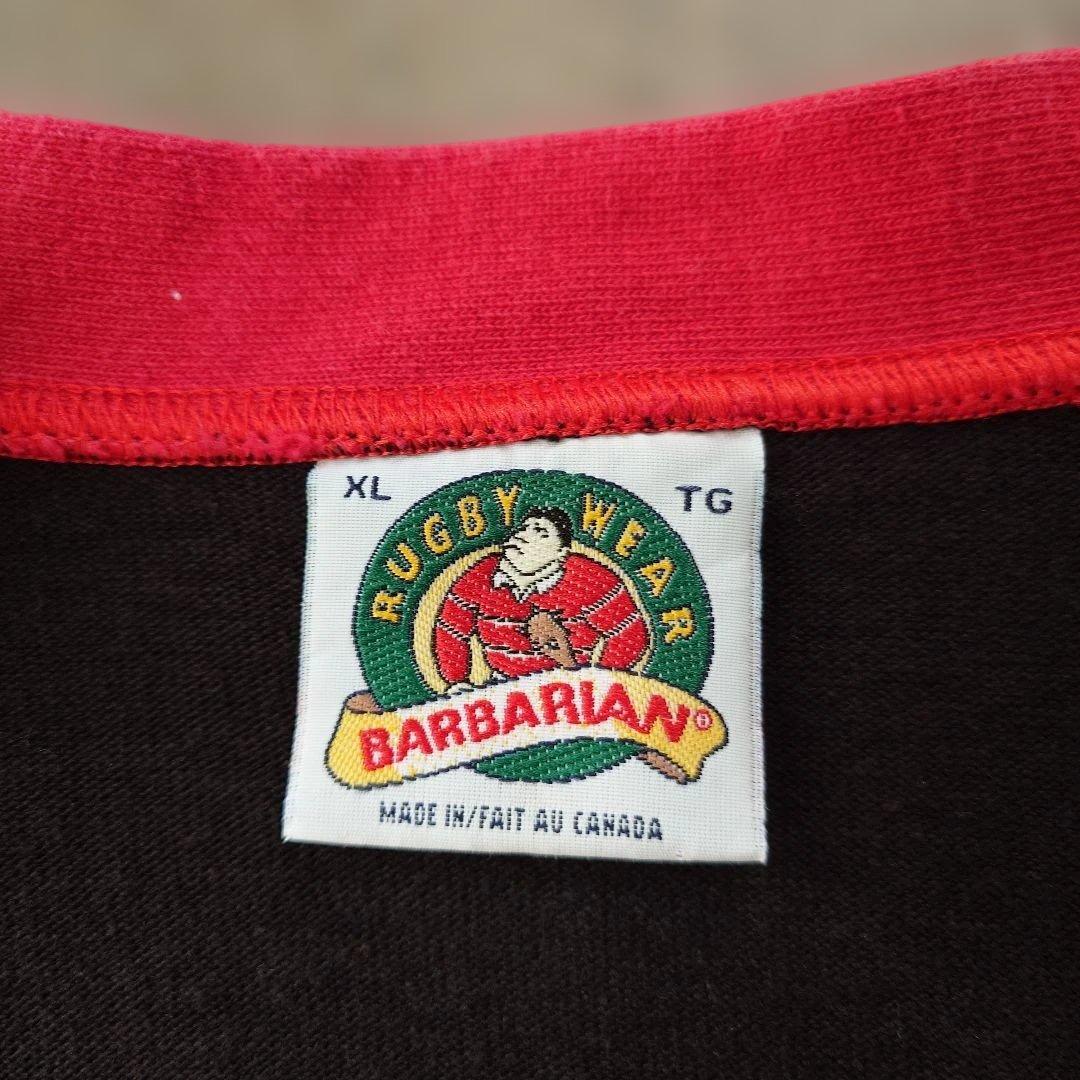 XL TG
RUGBY WEAR
BARBARIAN®
MADE IN/FAIT AU CANADA